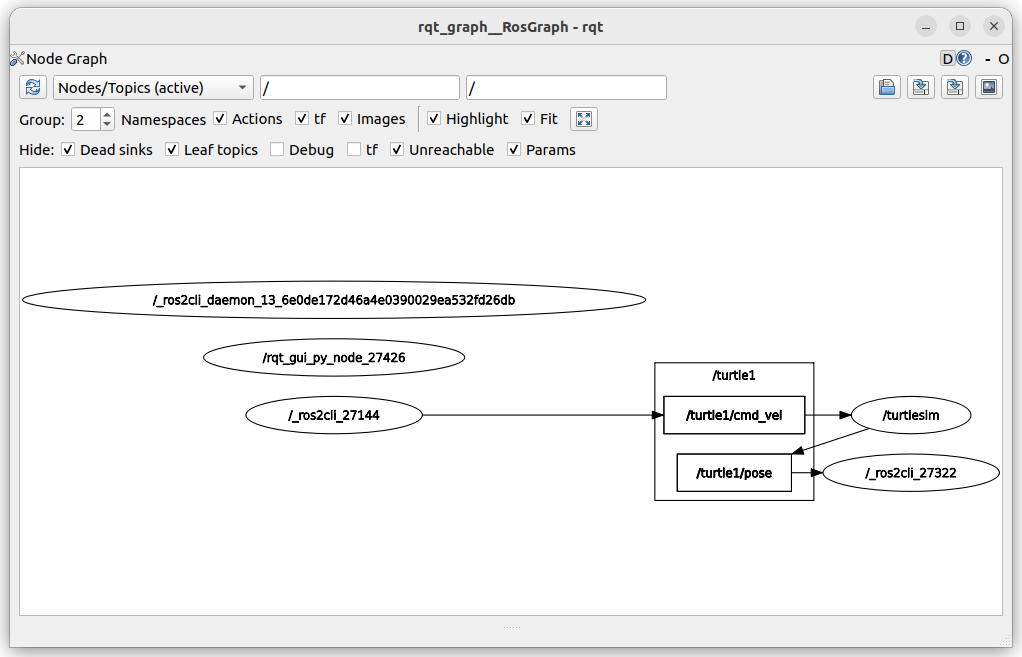 rqt_graph__RosGraph - rqt
Node Graph
D - O
Nodes/Topics (active) / /
Group: 2 Namespaces Actions tf Images Highlight Fit
Hide: Dead sinks Leaf topics Debug tf Unreachable Params
/_ros2cli_daemon_13_6e0de172d46a4e0390029ea532fd26db
/rqt_gui_py_node_27426
/turtle1
/_ros2cli_27144 /turtle1/cmd_vel /turtlesim
/turtle1/pose /_ros2cli_27322